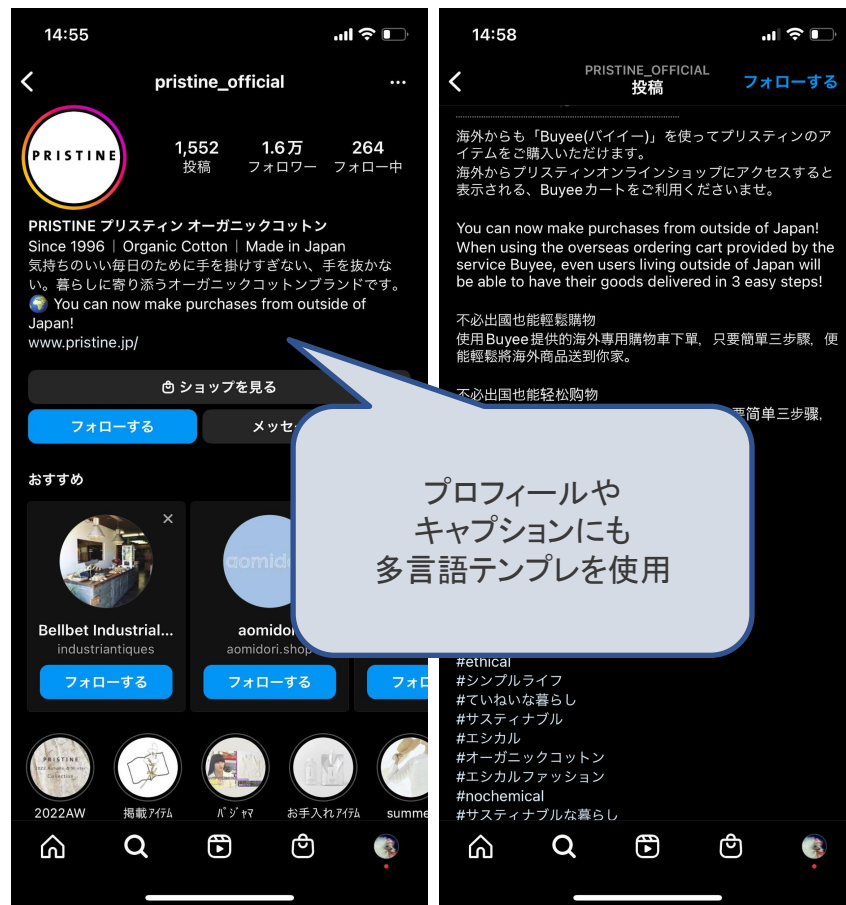 14:55
pristine_official
PRISTINE
1,552
投稿
1.6万
フォロワー
264
フォロー中
PRISTINE プリスティン オーガニックコットン
Since 1996｜Organic Cotton｜Made in Japan
気持ちのいい毎日のために手を掛けすぎない、手を抜かな
い。暮らしに寄り添うオーガニックコットンブランドです。
🌍 You can now make purchases from outside of
Japan!
www.pristine.jp/
ショップを見る
フォローする
メッセ
おすすめ
Bellbet Industrial...
industriantiques
フォローする
aomido
aomidori.shop
フォローする
フォロ
2022AW
掲載アイテム
パジャマ
お手入れアイテム
summe
14:58
PRISTINE_OFFICIAL
投稿
フォローする
海外からも「Buyee(バイイー)」を使ってプリスティンのア
イテムをご購入いただけます。
海外からプリスティンオンラインショップにアクセスすると
表示される、Buyeeカートをご利用くださいませ。
You can now make purchases from outside of Japan!
When using the overseas ordering cart provided by the
service Buyee, even users living outside of Japan will
be able to have their goods delivered in 3 easy steps!
不必出國也能輕鬆購物
使用Buyee提供的海外專用購物車下單，只要簡單三步驟，便
能輕鬆將海外商品送到你家。
不必出国也能轻松购物
要简单三步骤，
プロフィールや
キャプションにも
多言語テンプレを使用
#ethical
#シンプルライフ
#ていねいな暮らし
#サスティナブル
#エシカル
#オーガニックコットン
#エシカルファッション
#nochemical
#サスティナブルな暮らし